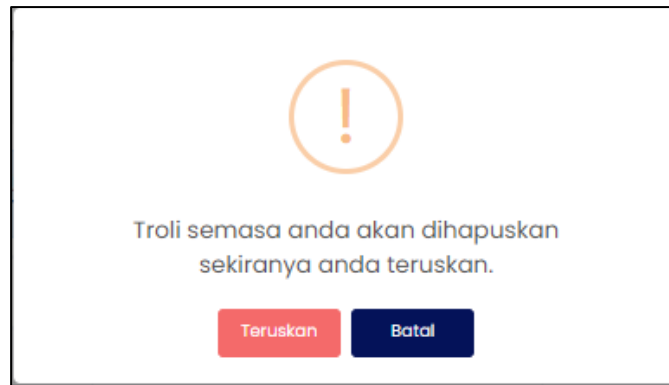 !
Troli semasa anda akan dihapuskan
sekiranya anda teruskan.
Teruskan Batal